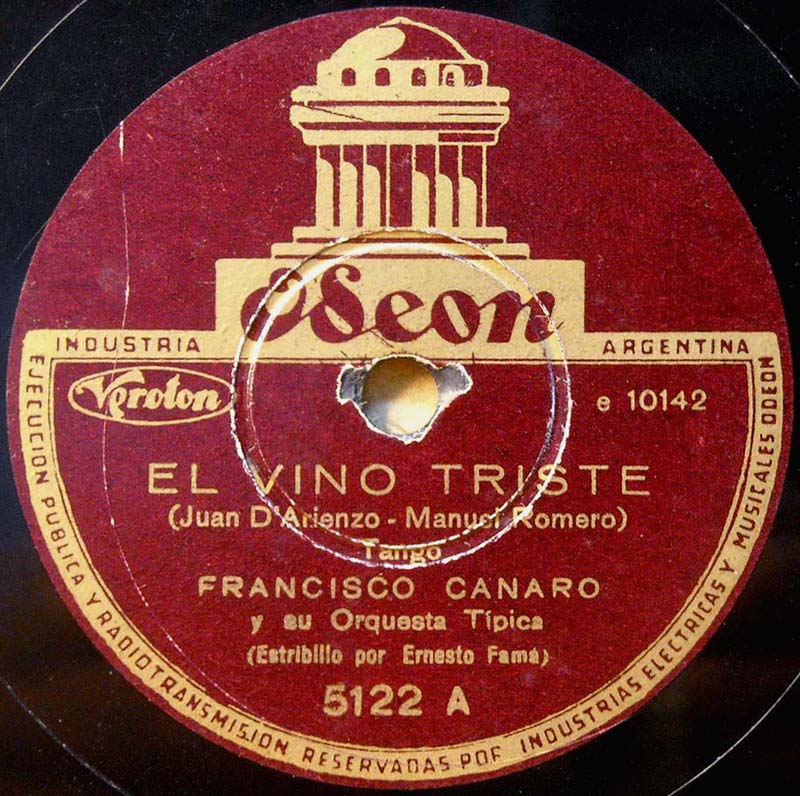 Odeon
INDUSTRIA ARGENTINA
Veroton
e 10142
EL VINO TRISTE
(Juan D'Arienzo - Manuel Romero)
Tango
FRANCISCO CANARO
y su Orquesta Típica
(Estribillo por Ernesto Famá)
5122 A
EJECUCION PUBLICA Y RADIOTRANSMISION RESERVADAS POR INDUSTRIAS ELECTRICAS Y MUSICALES ODEON